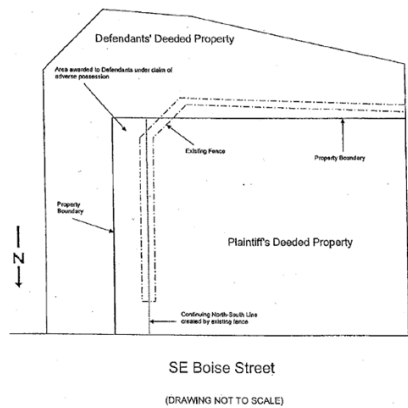 Defendants' Deeded Property
Area awarded to Defendants under claim of
adverse possession
Existing Fence
Property Boundary
Property
Boundary
Plaintiff's Deeded Property
N
Continuing North-South Line
created by existing fence
SE Boise Street
(DRAWING NOT TO SCALE)